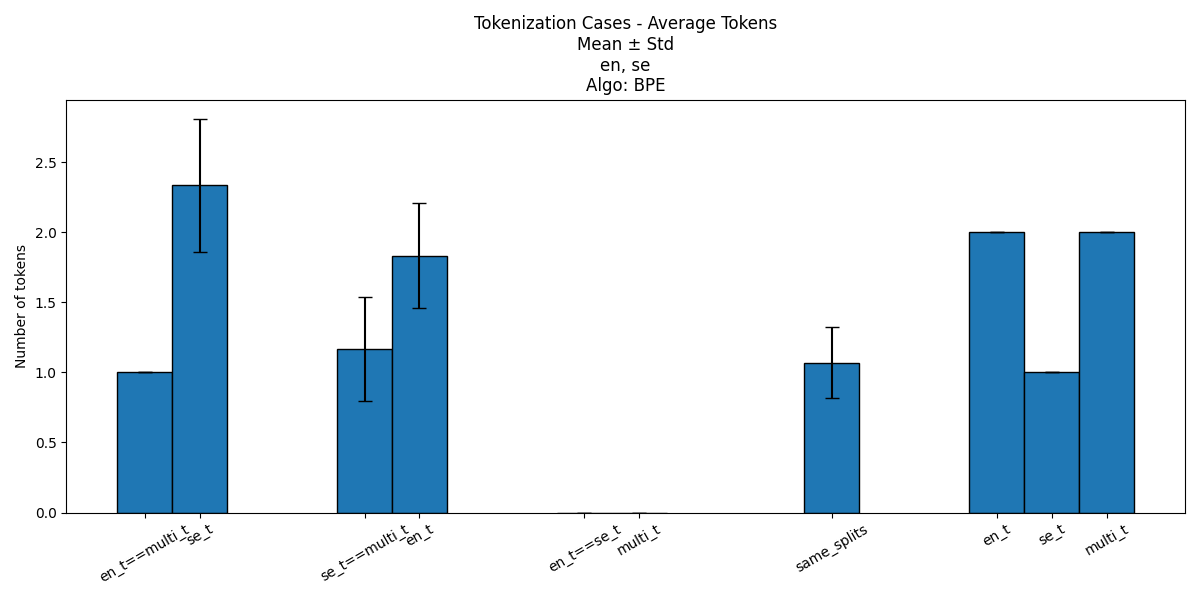 Tokenization Cases - Average Tokens
Mean ± Std
en, se
Algo: BPE
Number of tokens
2.5
2.0
1.5
1.0
0.5
0.0
en_t==multi_t
se_t
se_t==multi_t
en_t
en_t==se_t
multi_t
same_splits
en_t
se_t
multi_t